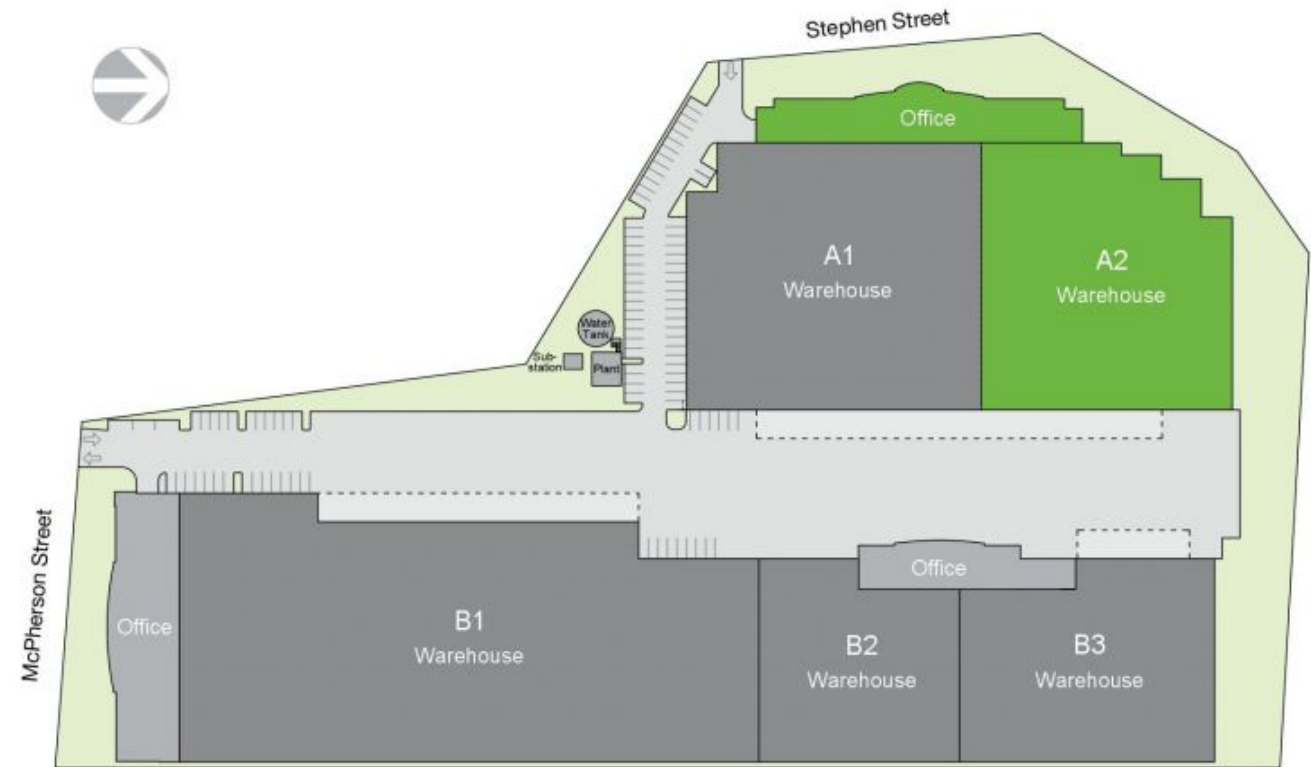 Stephen Street
Office
A1
Warehouse
A2
Warehouse
Water
Tank
Sub-
station
Plant
McPherson Street
Office
B1
Warehouse
Office
B2
Warehouse
B3
Warehouse